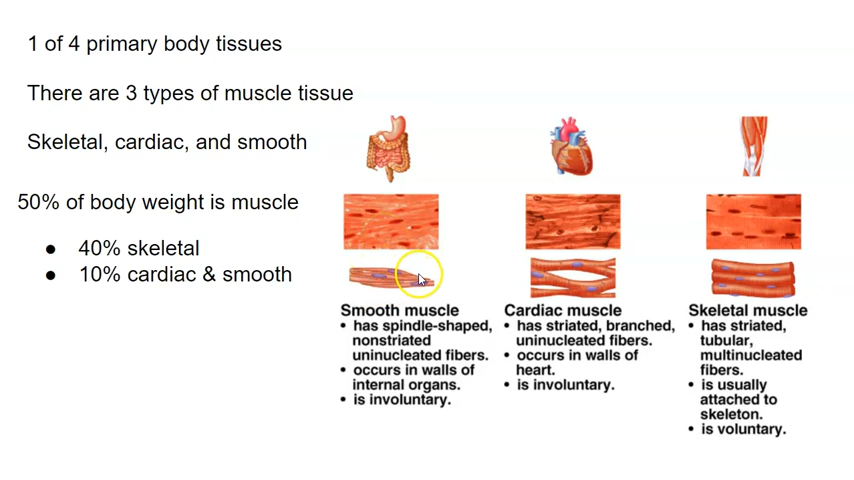 1 of 4 primary body tissues
There are 3 types of muscle tissue
Skeletal, cardiac, and smooth
50% of body weight is muscle
● 40% skeletal
● 10% cardiac & smooth
Smooth muscle
• has spindle-shaped,
nonstriated
uninucleated fibers.
• occurs in walls of
internal organs.
• is involuntary.
Cardiac muscle
• has striated, branched,
uninucleated fibers.
• occurs in walls of
heart.
• is involuntary.
Skeletal muscle
• has striated,
tubular,
multinucleated
fibers.
• is usually
attached to
skeleton.
• is voluntary.